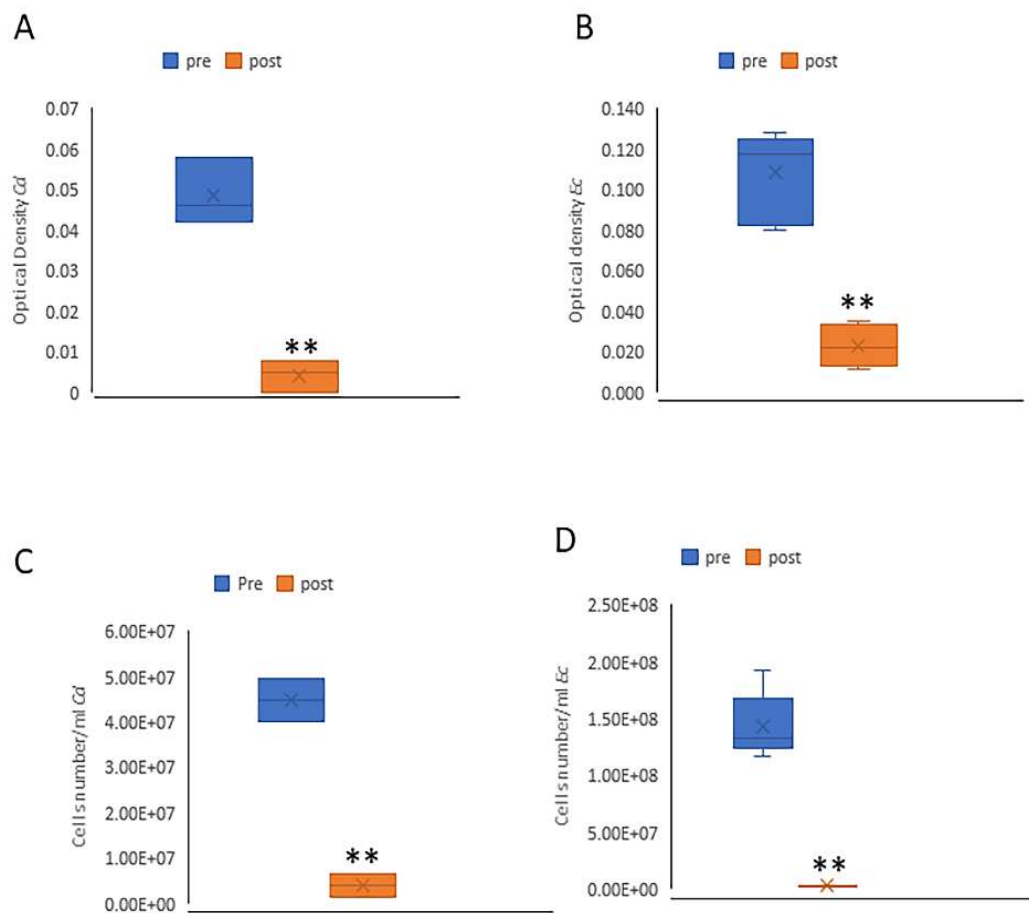 A
pre post
0.07
0.06
0.05
0.04
0.03
0.02
0.01
0
Optical Density Cd
**
B
pre post
0.140
0.120
0.100
0.080
0.060
0.040
0.020
0.000
Optical density Ec
**
C
Pre post
6.00E+07
5.00E+07
4.00E+07
3.00E+07
2.00E+07
1.00E+07
0.00E+00
Cells number/ml Cd
**
D
pre post
2.50E+08
2.00E+08
1.50E+08
1.00E+08
5.00E+07
0.00E+00
Cells number/ml Ec
**